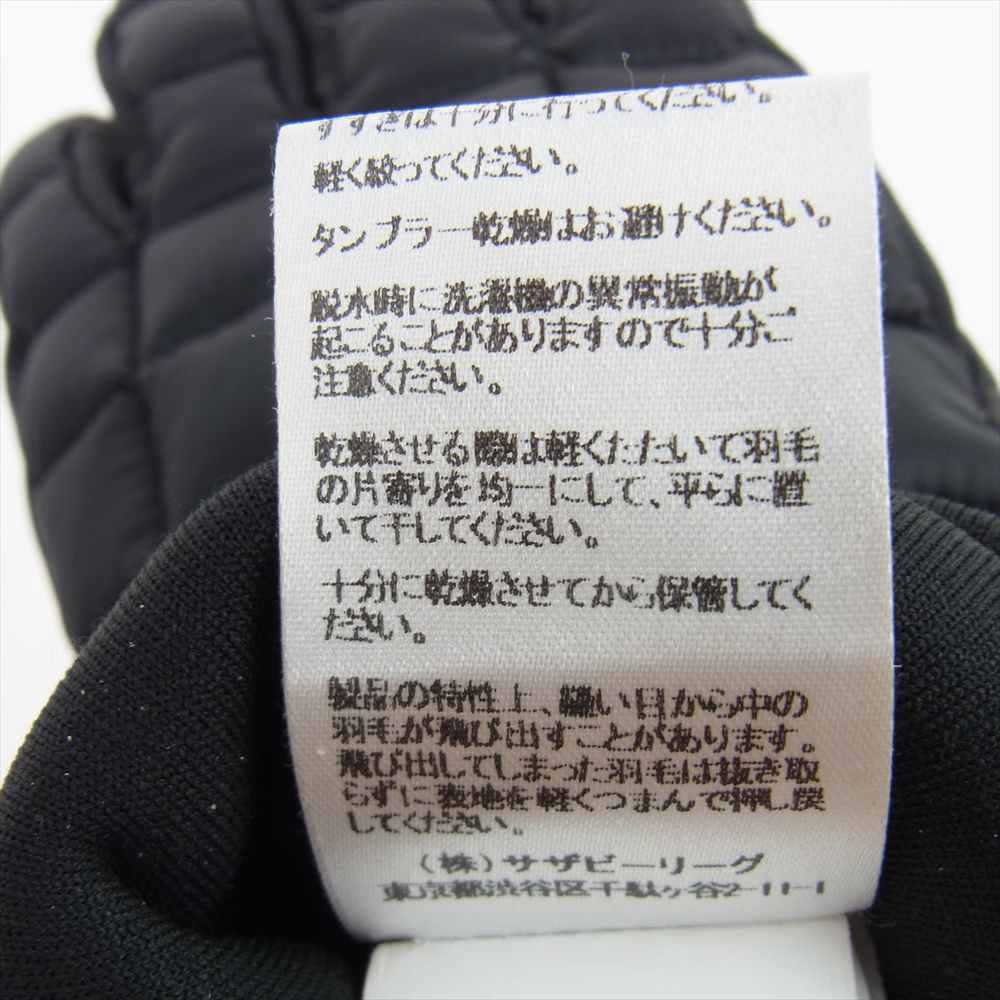 すすぎは十分に行ってください。
軽く絞ってください。
タンブラー乾燥はお避けください。
脱水時に洗濯機の異常振動が
起こることがありますので十分ご
注意ください。
乾燥させる際は軽くたたいて羽毛
の片寄りを均一にして、平らに置
いて干してください。
十分に乾燥させてから保管してく
ださい。
製品の特性上、縫い目から中の
羽毛が飛び出すことがあります。
飛び出してしまった羽毛は抜き取
らずに表地を軽くつまんで押し戻
してください。
（株）サザビーリーグ
東京都渋谷区千駄ヶ谷2-11-1